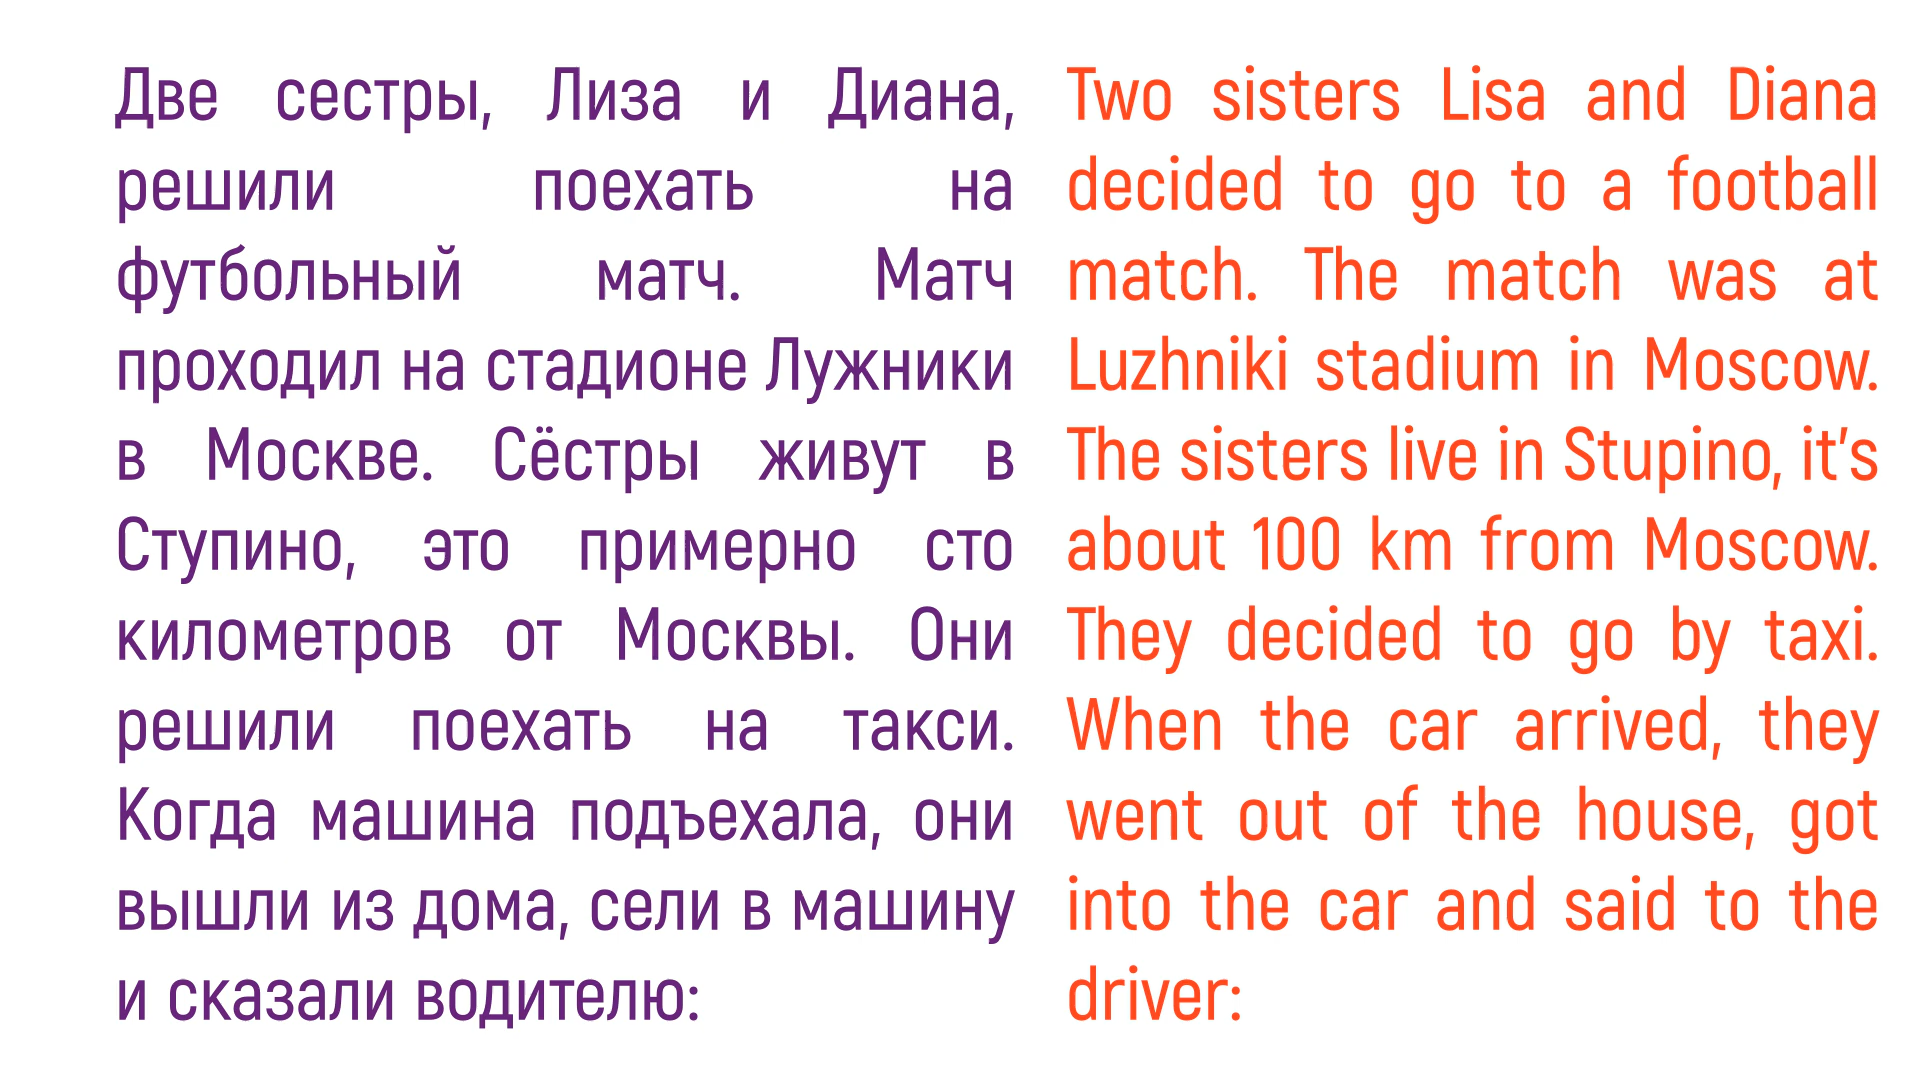 Две сестры, Лиза и Диана,
решили поехать на
футбольный матч. Матч
проходил на стадионе Лужники
в Москве. Сёстры живут в
Ступино, это примерно сто
километров от Москвы. Они
решили поехать на такси.
Когда машина подъехала, они
вышли из дома, сели в машину
и сказали водителю:
Two sisters Lisa and Diana
decided to go to a football
match. The match was at
Luzhniki stadium in Moscow.
The sisters live in Stupino, it's
about 100 km from Moscow.
They decided to go by taxi.
When the car arrived, they
went out of the house, got
into the car and said to the
driver: